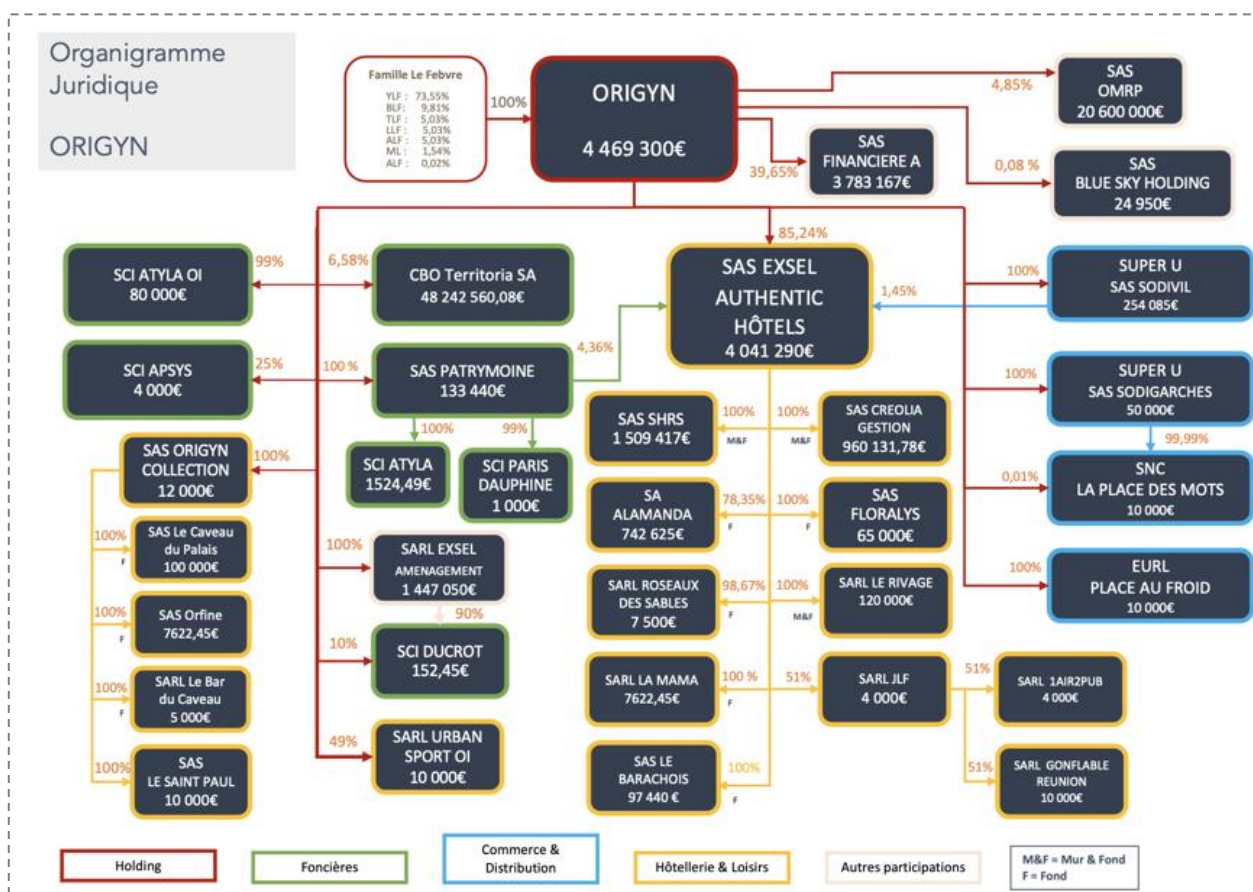 Organigramme
Juridique
ORIGYN
Famille Le Febvre
YLF : 73,55%
BLF: 9,81%
TLF : 5,03%
LLF : 5,03%
ALF : 5,03%
ML : 1,54%
ALF : 0,02%
100%
ORIGYN
4 469 300€
4,85%
SAS
OMRP
20 600 000€
39,65%
SAS
FINANCIERE A
3 783 167€
0,08 %
SAS
BLUE SKY HOLDING
24 950€
85,24%
SCI ATYLA OI
80 000€
99%
6,58%
CBO Territoria SA
48 242 560,08€
SAS EXSEL
AUTHENTIC
HÔTELS
4 041 290€
1,45%
100%
SUPER U
SAS SODIVIL
254 085€
SCI APSYS
4 000€
25%
100 %
SAS PATRYMOINE
133 440€
4,36%
100%
SUPER U
SAS SODIGARCHES
50 000€
99,99%
100%
SCI ATYLA
1524,49€
99%
SCI PARIS
DAUPHINE
1 000€
SAS ORIGYN
COLLECTION
12 000€
100%
SAS SHRS
1 509 417€
100%
M&F
100%
M&F
SAS CREOLIA
GESTION
960 131,78€
0,01%
SNC
LA PLACE DES MOTS
10 000€
100%
F
SAS Le Caveau
du Palais
100 000€
100%
SARL EXSEL
AMENAGEMENT
1 447 050€
SA
ALAMANDA
742 625€
78,35%
F
100%
F
SAS
FLORALYS
65 000€
100%
EURL
PLACE AU FROID
10 000€
100%
F
SAS Orfine
7622,45€
90%
10%
SCI DUCROT
152,45€
SARL ROSEAUX
DES SABLES
7 500€
98,67%
F
100%
M&F
SARL LE RIVAGE
120 000€
100%
F
SARL Le Bar
du Caveau
5 000€
SARL LA MAMA
7622,45€
100 %
F
51%
SARL JLF
4 000€
51%
SARL 1AIR2PUB
4 000€
100%
SAS
LE SAINT PAUL
10 000€
49%
SARL URBAN
SPORT OI
10 000€
SAS LE
BARACHOIS
97 440 €
100%
F
51%
SARL GONFLABLE
REUNION
10 000€
Holding
Foncières
Commerce &
Distribution
Hôtellerie & Loisirs
Autres participations
M&F = Mur & Fond
F = Fond